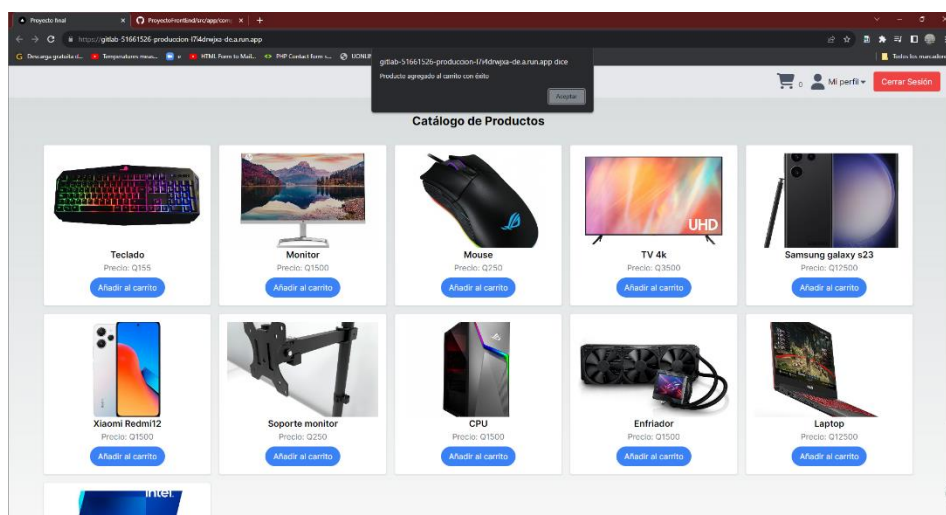 Proyecto final
ProyectoFrontEnd/src/app/com
https://gitlab-51661526-produccion-l7i4drwjxa-de.a.run.app
Descarga gratuita d...
HTML Form to Mail...
PHP Contact form s...
Todos los marcadores
gitlab-51661526-produccion-l7i4drwjxa-de.a.run.app dice
Producto agregado al carrito con éxito
Aceptar
0
Mi perfil
Cerrar Sesión
Catálogo de Productos
UHD
Teclado
Monitor
Mouse
TV 4k
Samsung galaxy s23
Precio: Q155
Precio: Q1500
Precio: Q250
Precio: Q3500
Precio: Q12500
Añadir al carrito
Añadir al carrito
Añadir al carrito
Añadir al carrito
Añadir al carrito
Xiaomi Redmi12
Soporte monitor
CPU
Enfriador
Laptop
Precio: Q1500
Precio: Q250
Precio: Q1500
Precio: Q1500
Precio: Q12500
Añadir al carrito
Añadir al carrito
Añadir al carrito
Añadir al carrito
Añadir al carrito
intel.